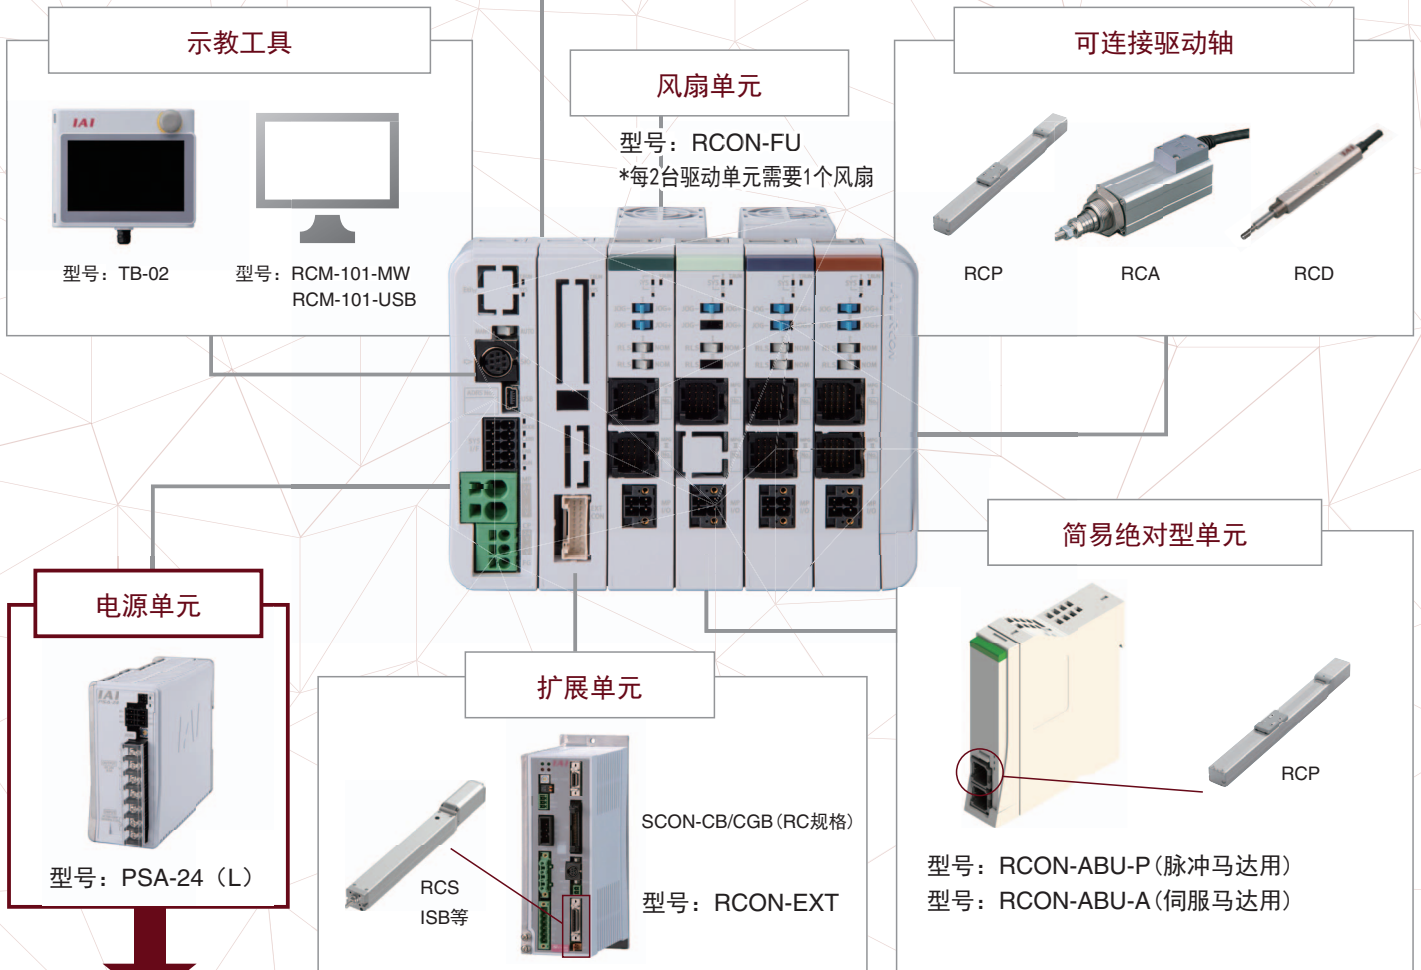 示教工具
IAI
型号：TB-02
型号：RCM-101-MW
RCM-101-USB
风扇单元
型号：RCON-FU
*每2台驱动单元需要1个风扇
可连接驱动轴
RCP
RCA
RCD
电源单元
IAI
型号：PSA-24（L）
扩展单元
RCS
ISB等
SCON-CB/CGB（RC规格）
型号：RCON-EXT
简易绝对型单元
RCP
型号：RCON-ABU-P（脉冲马达用）
型号：RCON-ABU-A（伺服马达用）